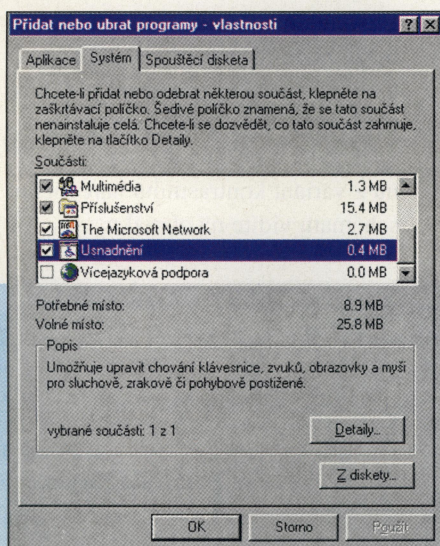 Přidat nebo ubrat programy - vlastnosti
Aplikace Systém Spouštěcí disketa
Chcete-li přidat nebo odebrat některou součást, klepněte na
zaškrtávací políčko. Šedivé políčko znamená, že se tato součást
nenainstaluje celá. Chcete-li se dozvědět, co tato součást zahrnuje,
klepněte na tlačítko Detaily.
Součásti:
Multimédia 1.3 MB
Příslušenství 15.4 MB
The Microsoft Network 2.7 MB
Usnadnění 0.4 MB
Vícejazyková podpora 0.0 MB
Potřebné místo: 8.9 MB
Volné místo: 25.8 MB
Popis
Umožňuje upravit chování klávesnice, zvuků, obrazovky a myši
pro sluchově, zrakově či pohybově postižené.
vybrané součásti: 1 z 1 Detaily...
Z diskety...
OK Storno Použít